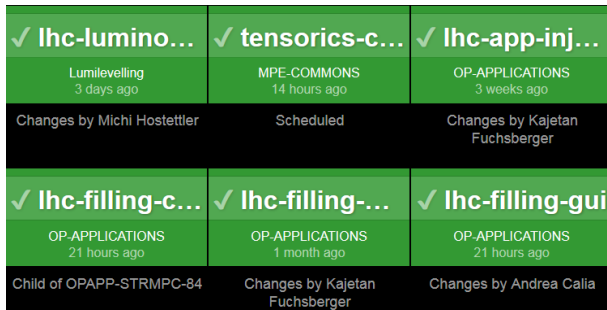 ✓ lhc-lumino... ✓ tensorics-c... ✓ lhc-app-inj...
Lumilevelling MPE-COMMONS OP-APPLICATIONS
3 days ago 14 hours ago 3 weeks ago
Changes by Michi Hostettler Scheduled Changes by Kajetan
Fuchsberger
✓ lhc-filling-c... ✓ lhc-filling-... ✓ lhc-filling-gui
OP-APPLICATIONS OP-APPLICATIONS OP-APPLICATIONS
21 hours ago 1 month ago 21 hours ago
Child of OPAPP-STRMPC-84 Changes by Kajetan Changes by Andrea Calia
Fuchsberger